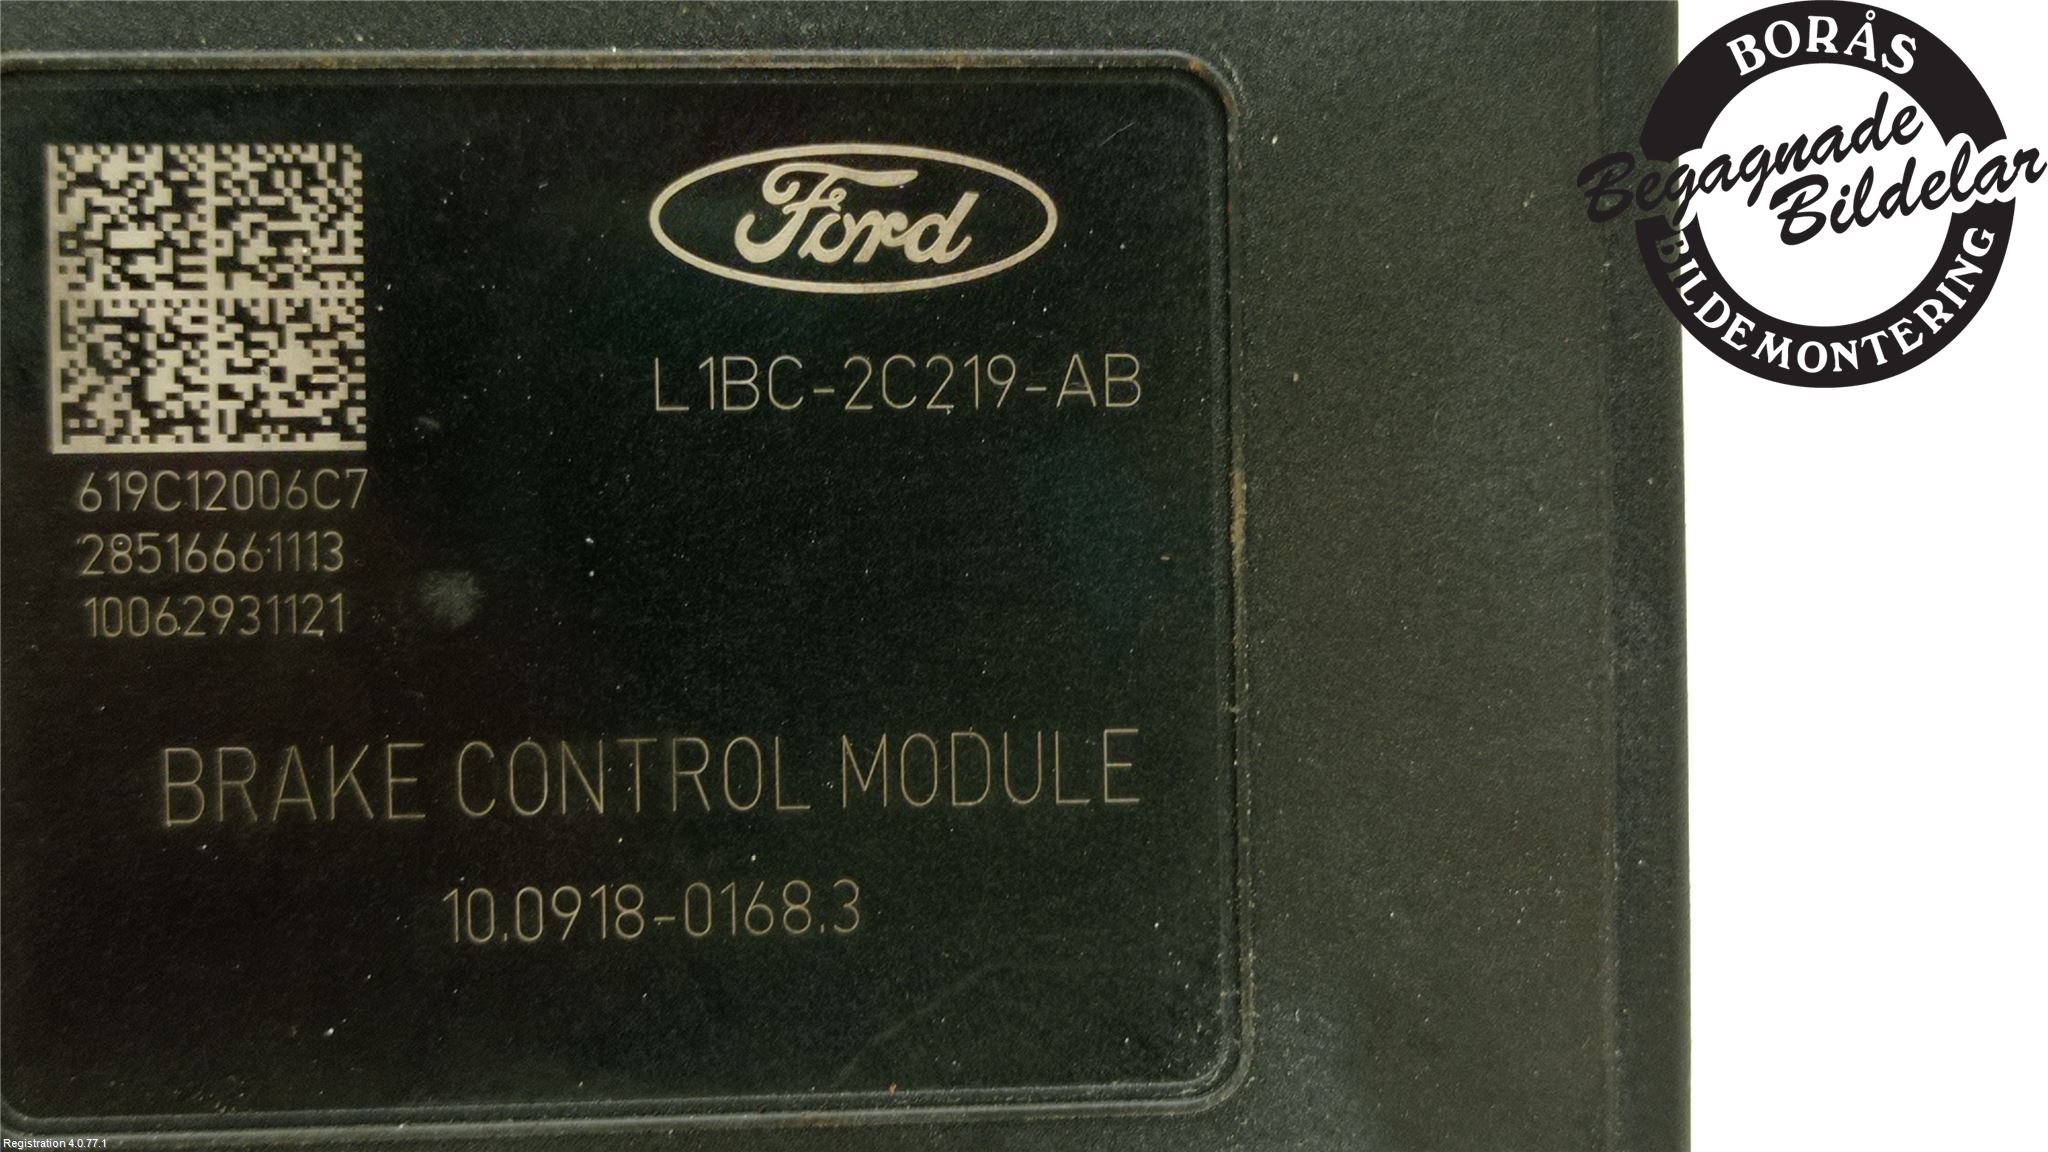 BORÅS
Begagnade
Bildelar
BILDEMONTERING
Ford
L1BC-2C219-AB
619C12006C7
28516661113
10062931121
BRAKE CONTROL MODULE
10.0918-0168.3
Registration 4.0.77.1